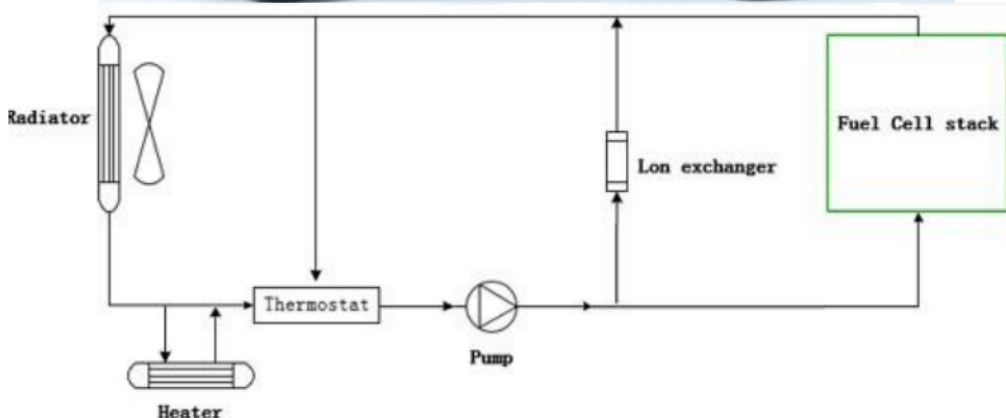 Radiator
Fuel Cell stack
Lon exchanger
Thermostat
Pump
Heater